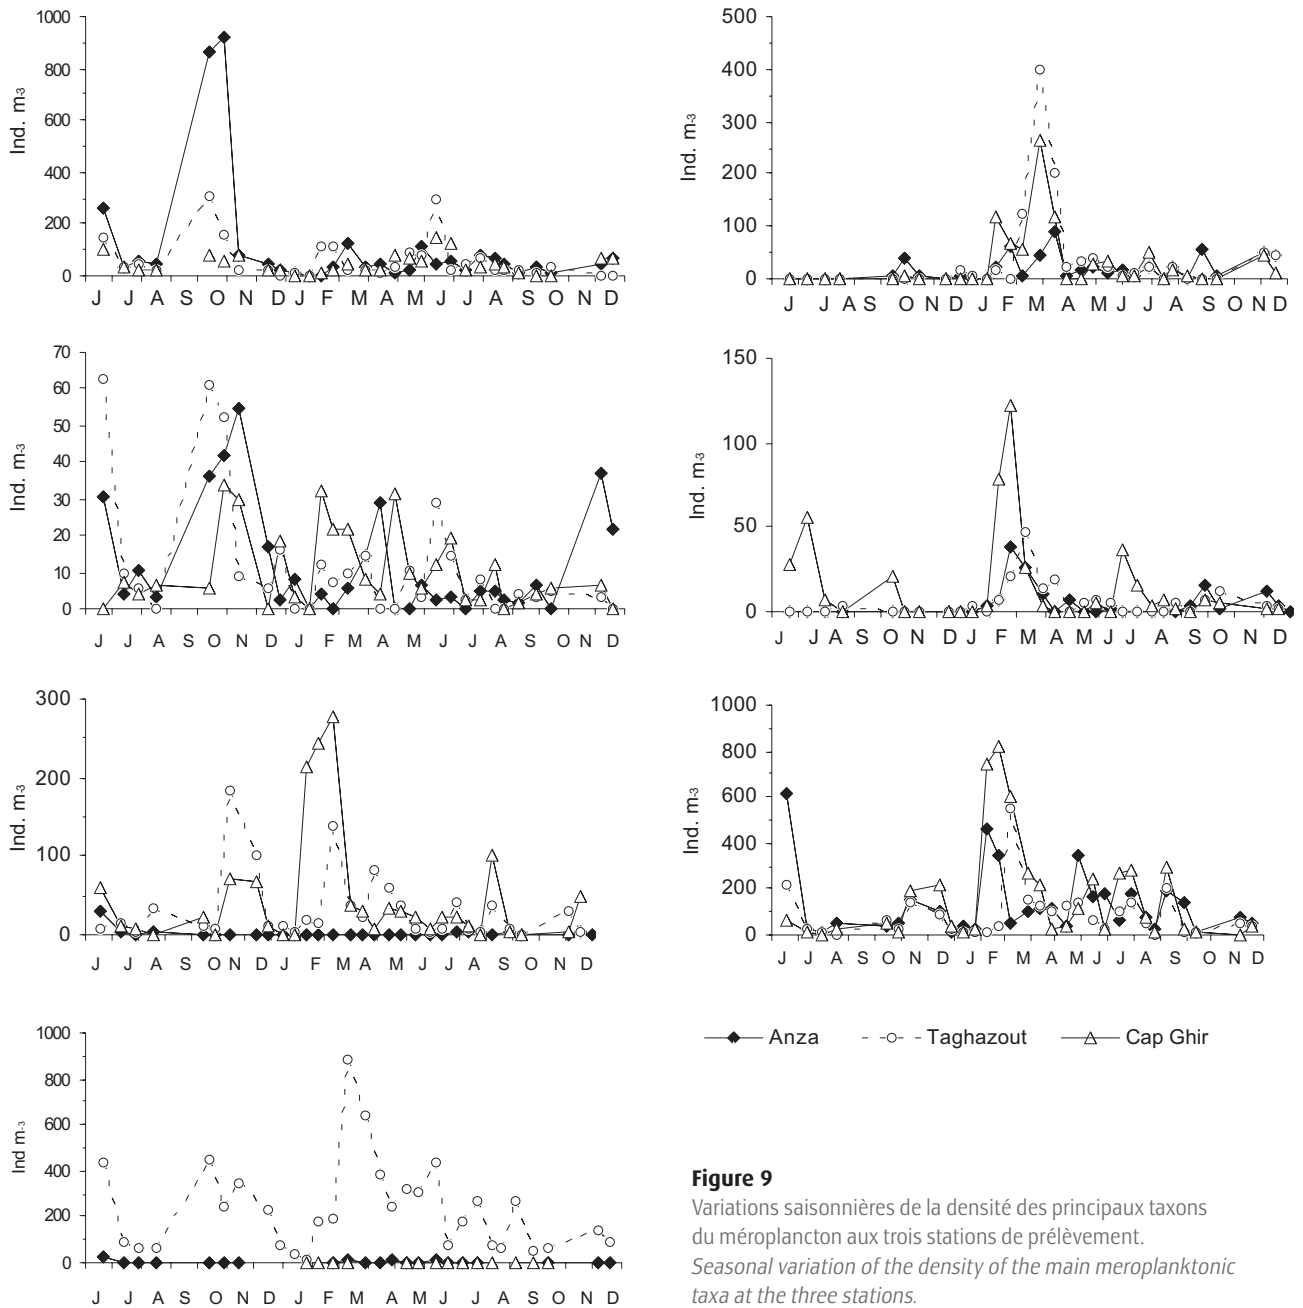 1000
800
600
400
200
0
Ind. m-3
J J A S O N D J F M A M J J A S O N D
500
400
300
200
100
0
Ind. m-3
J J A S O N D J F M A M J J A S O N D
70
60
50
40
30
20
10
0
Ind. m-3
J J A S O N D J F M A M J J A S O N D
150
100
50
0
Ind. m-3
J J A S O N D J F M A M J J A S O N D
300
200
100
0
Ind. m-3
J J A S O N D J F M A M J J A S O N D
1000
800
600
400
200
0
Ind. m-3
J J A S O N D J F M A M J J A S O N D
1000
800
600
400
200
0
Ind m-3
J J A S O N D J F M A M J J A S O N D
Anza Taghazout Cap Ghir
Figure 9
Variations saisonnières de la densité des principaux taxons
du méroplancton aux trois stations de prélèvement.
Seasonal variation of the density of the main meroplanktonic
taxa at the three stations.